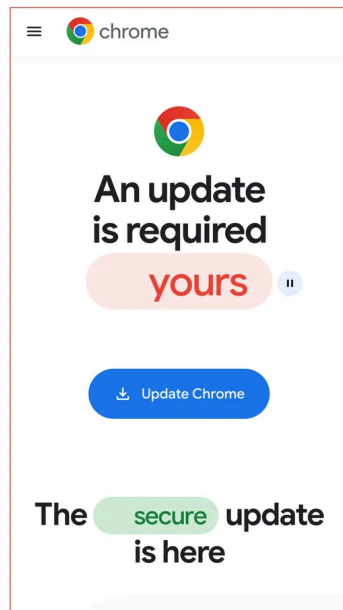 chrome
An update
is required
yours
Update Chrome
The secure update
is here